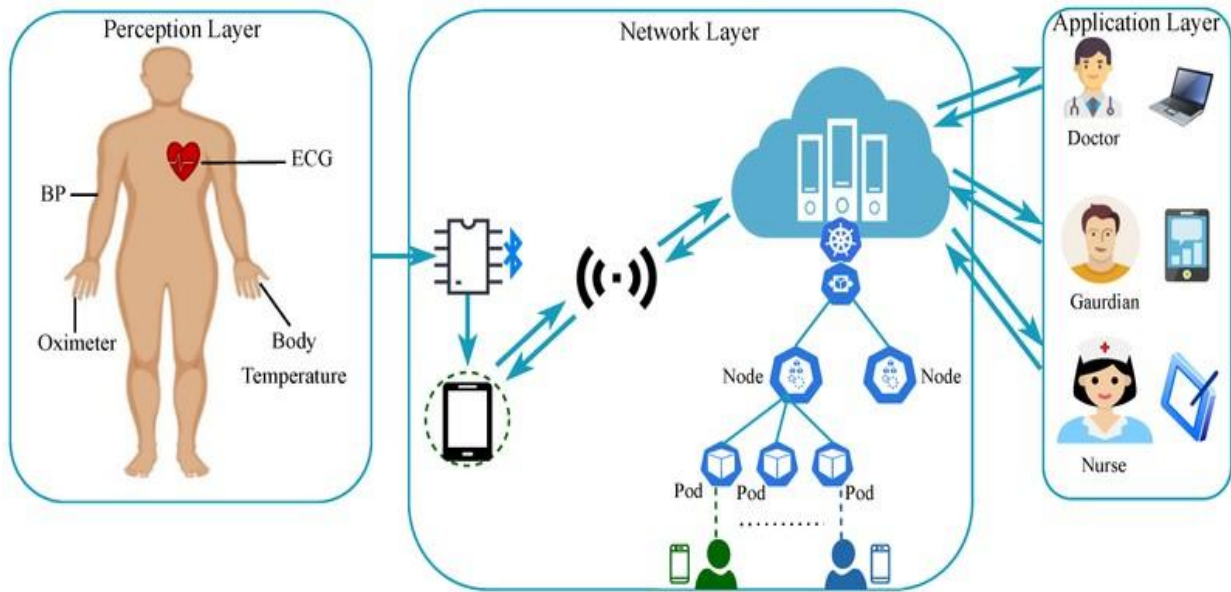 Perception Layer
ECG
BP
Oximeter
Body
Temperature
Network Layer
Node
Node
Pod
Pod
Pod
Application Layer
Doctor
Gaurdian
Nurse